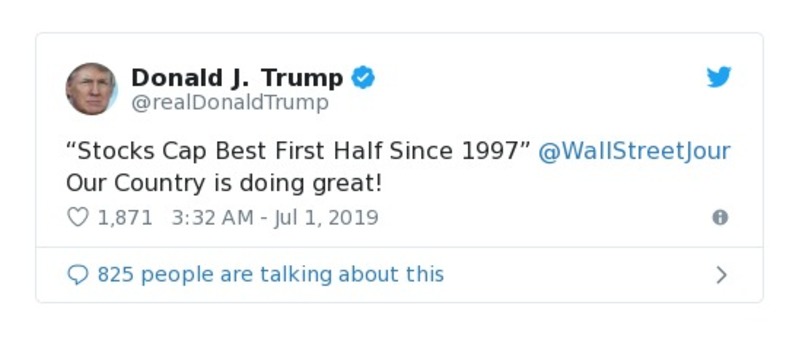 Donald J. Trump
@realDonaldTrump
“Stocks Cap Best First Half Since 1997” @WallStreetJour
Our Country is doing great!
1,871 3:32 AM - Jul 1, 2019
825 people are talking about this